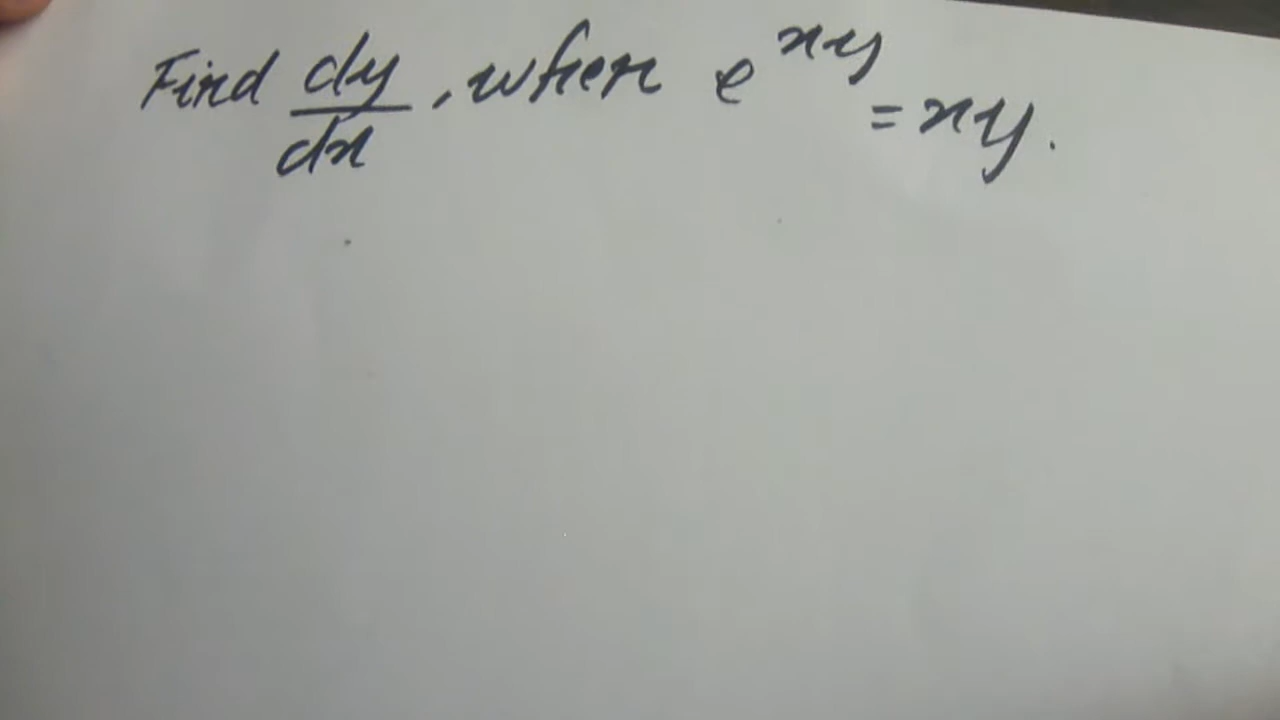 Find dy/dx, when e^xy = xy.